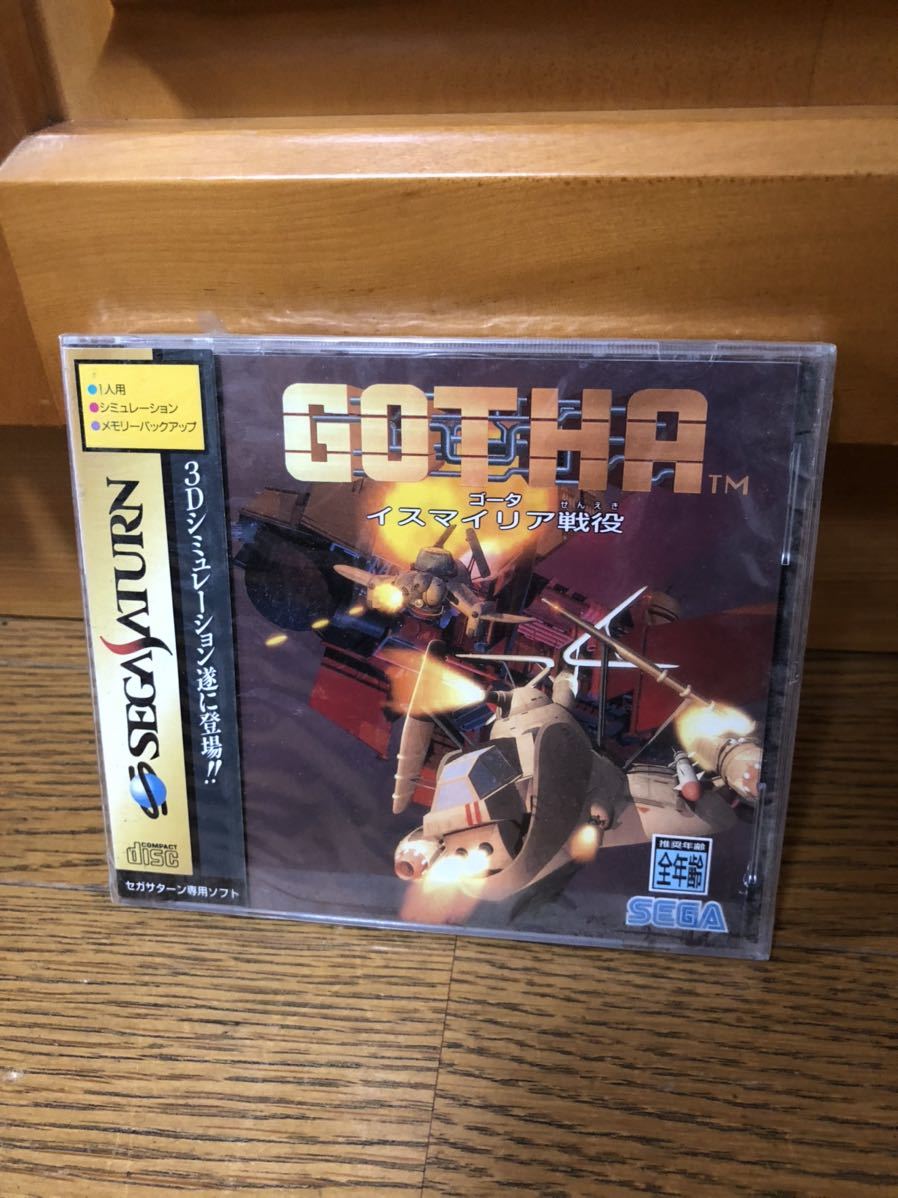 ●1人用
●シミュレーション
●メモリーバックアップ
3Dシミュレーション遂に登場!!
SEGA SATURN
COMPACT
disc
セガサターン専用ソフト
GOTHA™
ゴータ
せんえき
イスマイリア戦役
推奨年齢
全年齢
SEGA